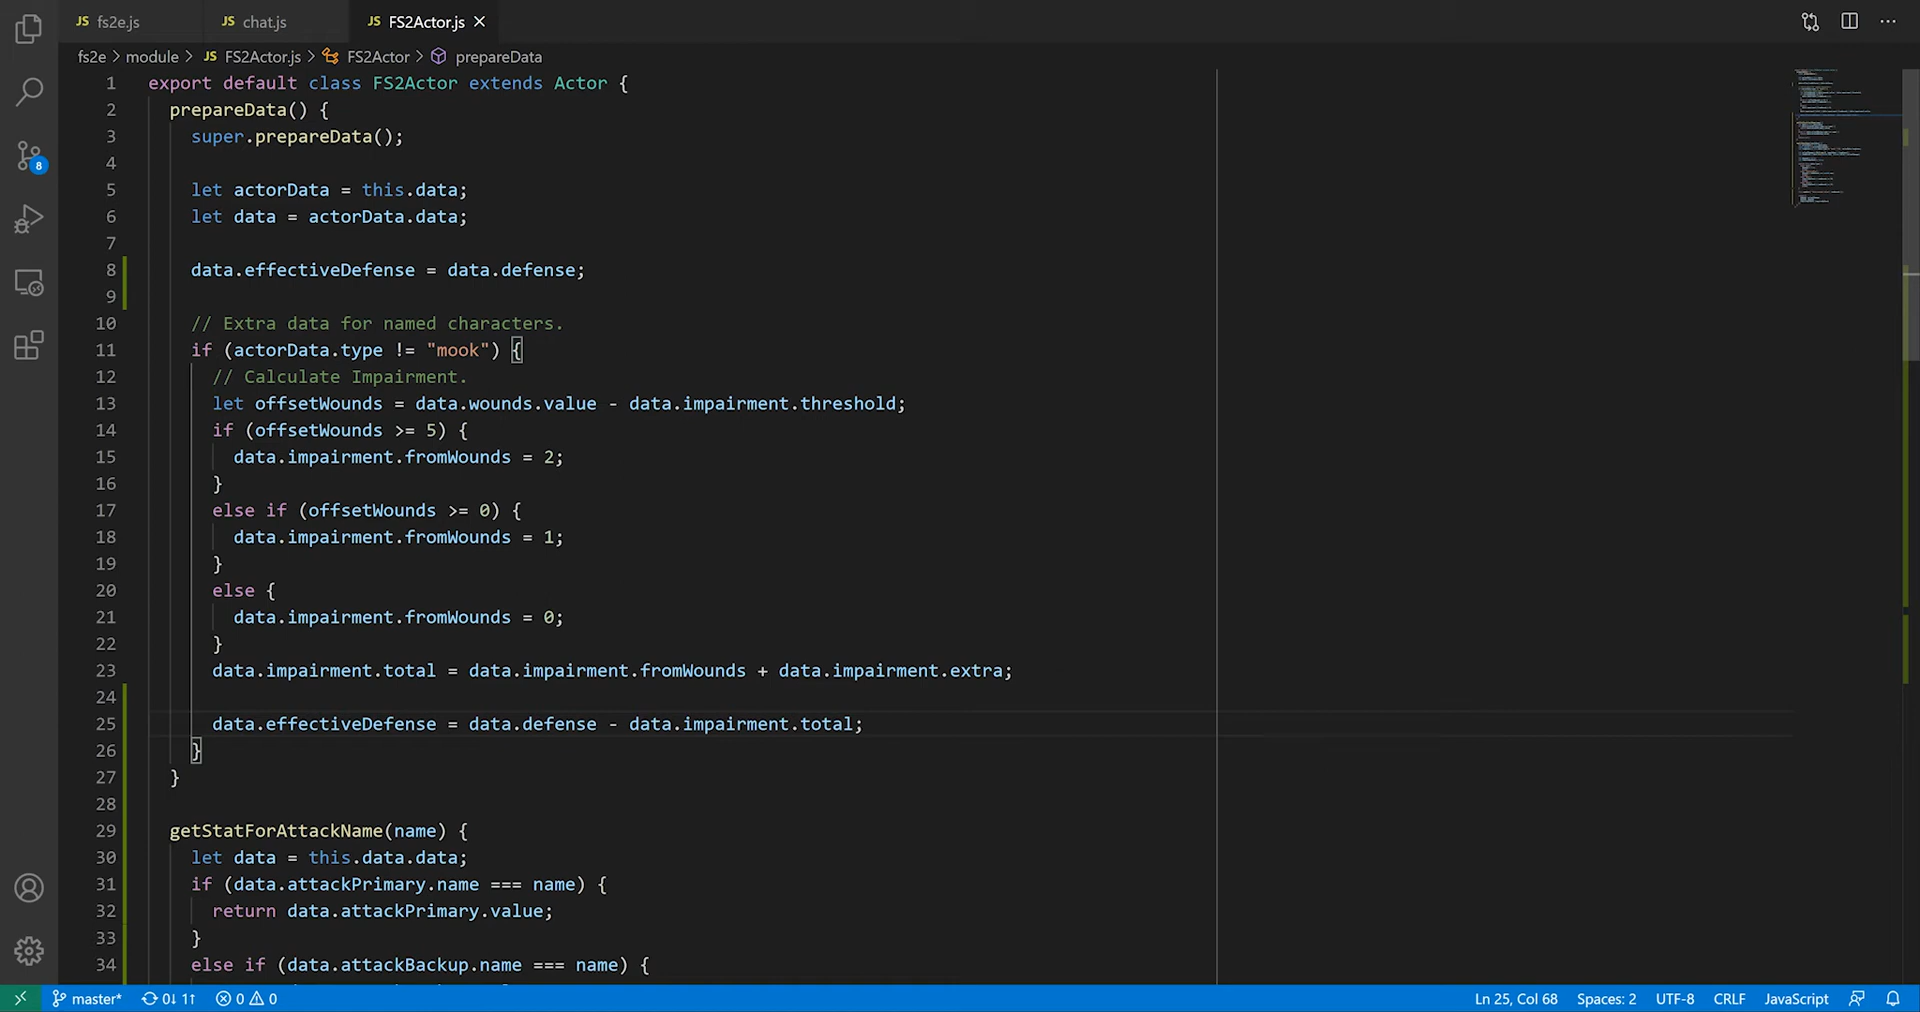 JS fs2e.js JS chat.js JS FS2Actor.js
fs2e > module > JS FS2Actor.js > FS2Actor > prepareData
1 export default class FS2Actor extends Actor {
2 prepareData() {
3 super.prepareData();
4
5 let actorData = this.data;
6 let data = actorData.data;
7
8 data.effectiveDefense = data.defense;
9
10 // Extra data for named characters.
11 if (actorData.type != "mook") {
12 // Calculate Impairment.
13 let offsetWounds = data.wounds.value - data.impairment.threshold;
14 if (offsetWounds >= 5) {
15 data.impairment.fromWounds = 2;
16 }
17 else if (offsetWounds >= 0) {
18 data.impairment.fromWounds = 1;
19 }
20 else {
21 data.impairment.fromWounds = 0;
22 }
23 data.impairment.total = data.impairment.fromWounds + data.impairment.extra;
24
25 data.effectiveDefense = data.defense - data.impairment.total;
26 }
27 }
28
29 getStatForAttackName(name) {
30 let data = this.data.data;
31 if (data.attackPrimary.name === name) {
32 return data.attackPrimary.value;
33 }
34 else if (data.attackBackup.name === name) {
8
master* 0↓ 1↑ 0 0 Ln 25, Col 68 Spaces: 2 UTF-8 CRLF JavaScript